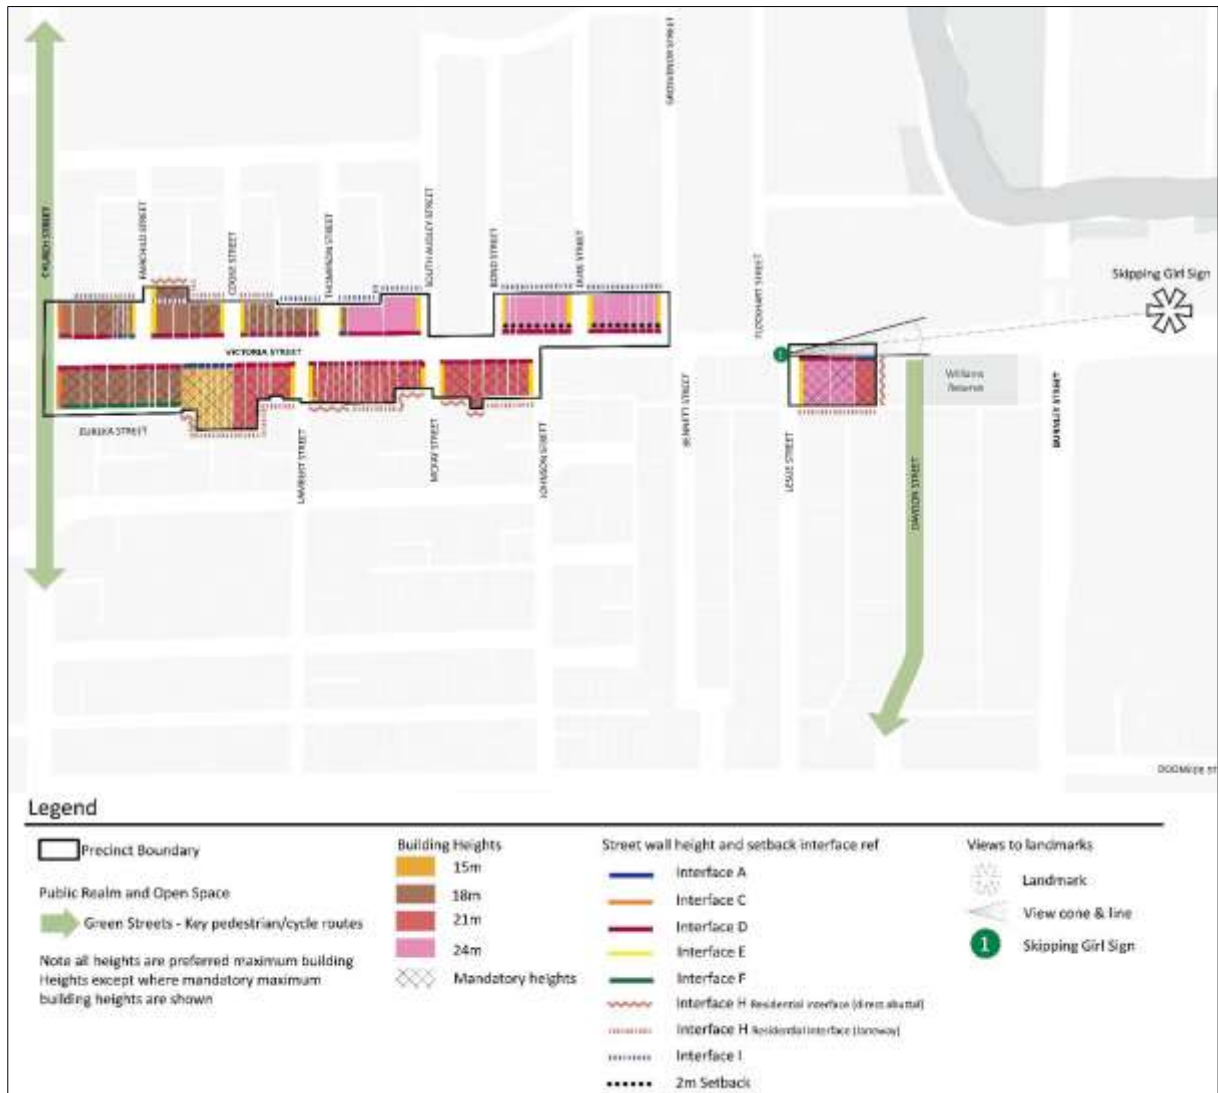 GROSVENOR STREET
CHURCH STREET
FAIRCHILD STREET
COOKE STREET
THOMPSON STREET
SOUTH AUDLEY STREET
BOND STREET
DUKE STREET
FLOCKHART STREET
Skipping Girl Sign
1
VICTORIA STREET
Williams
Reserve
EUREKA STREET
LAMBERT STREET
MCKAY STREET
JOHNSON STREET
BENNETT STREET
LESLIE STREET
DAVISON STREET
BURNLEY STREET
Legend
Precinct Boundary
Public Realm and Open Space
Green Streets - Key pedestrian/cycle routes
Note all heights are preferred maximum building
Heights except where mandatory maximum
building heights are shown
Building Heights
15m
18m
21m
24m
Mandatory heights
Street wall height and setback interface ref
Interface A
Interface C
Interface D
Interface E
Interface F
Interface H Residential interface (direct abuttal)
Interface H Residential interface (laneway)
Interface I
2m Setback
Views to landmarks
Landmark
View cone & line
1 Skipping Girl Sign